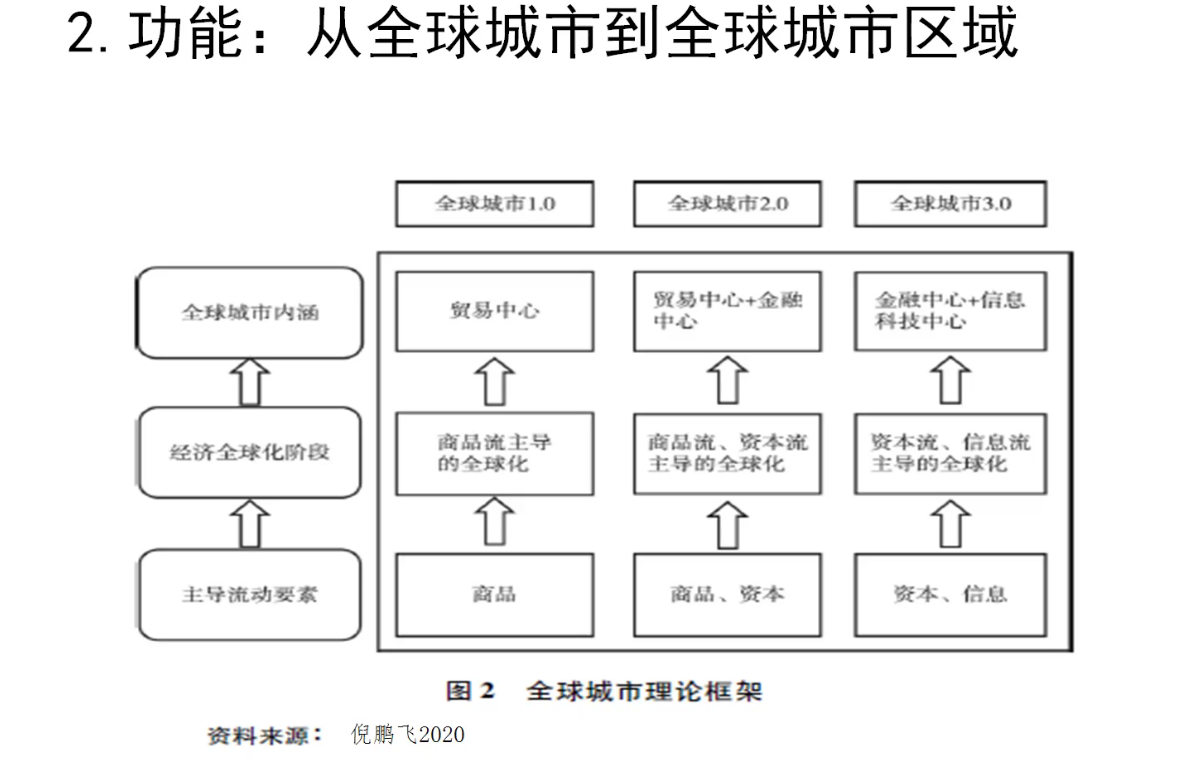 2.功能：从全球城市到全球城市区域
全球城市1.0
全球城市2.0
全球城市3.0
全球城市内涵
贸易中心
贸易中心+金融
中心
金融中心+信息
科技中心
经济全球化阶段
商品流主导
的全球化
商品流、资本流
主导的全球化
资本流、信息流
主导的全球化
主导流动要素
商品
商品、资本
资本、信息
图2 全球城市理论框架
资料来源： 倪鹏飞2020